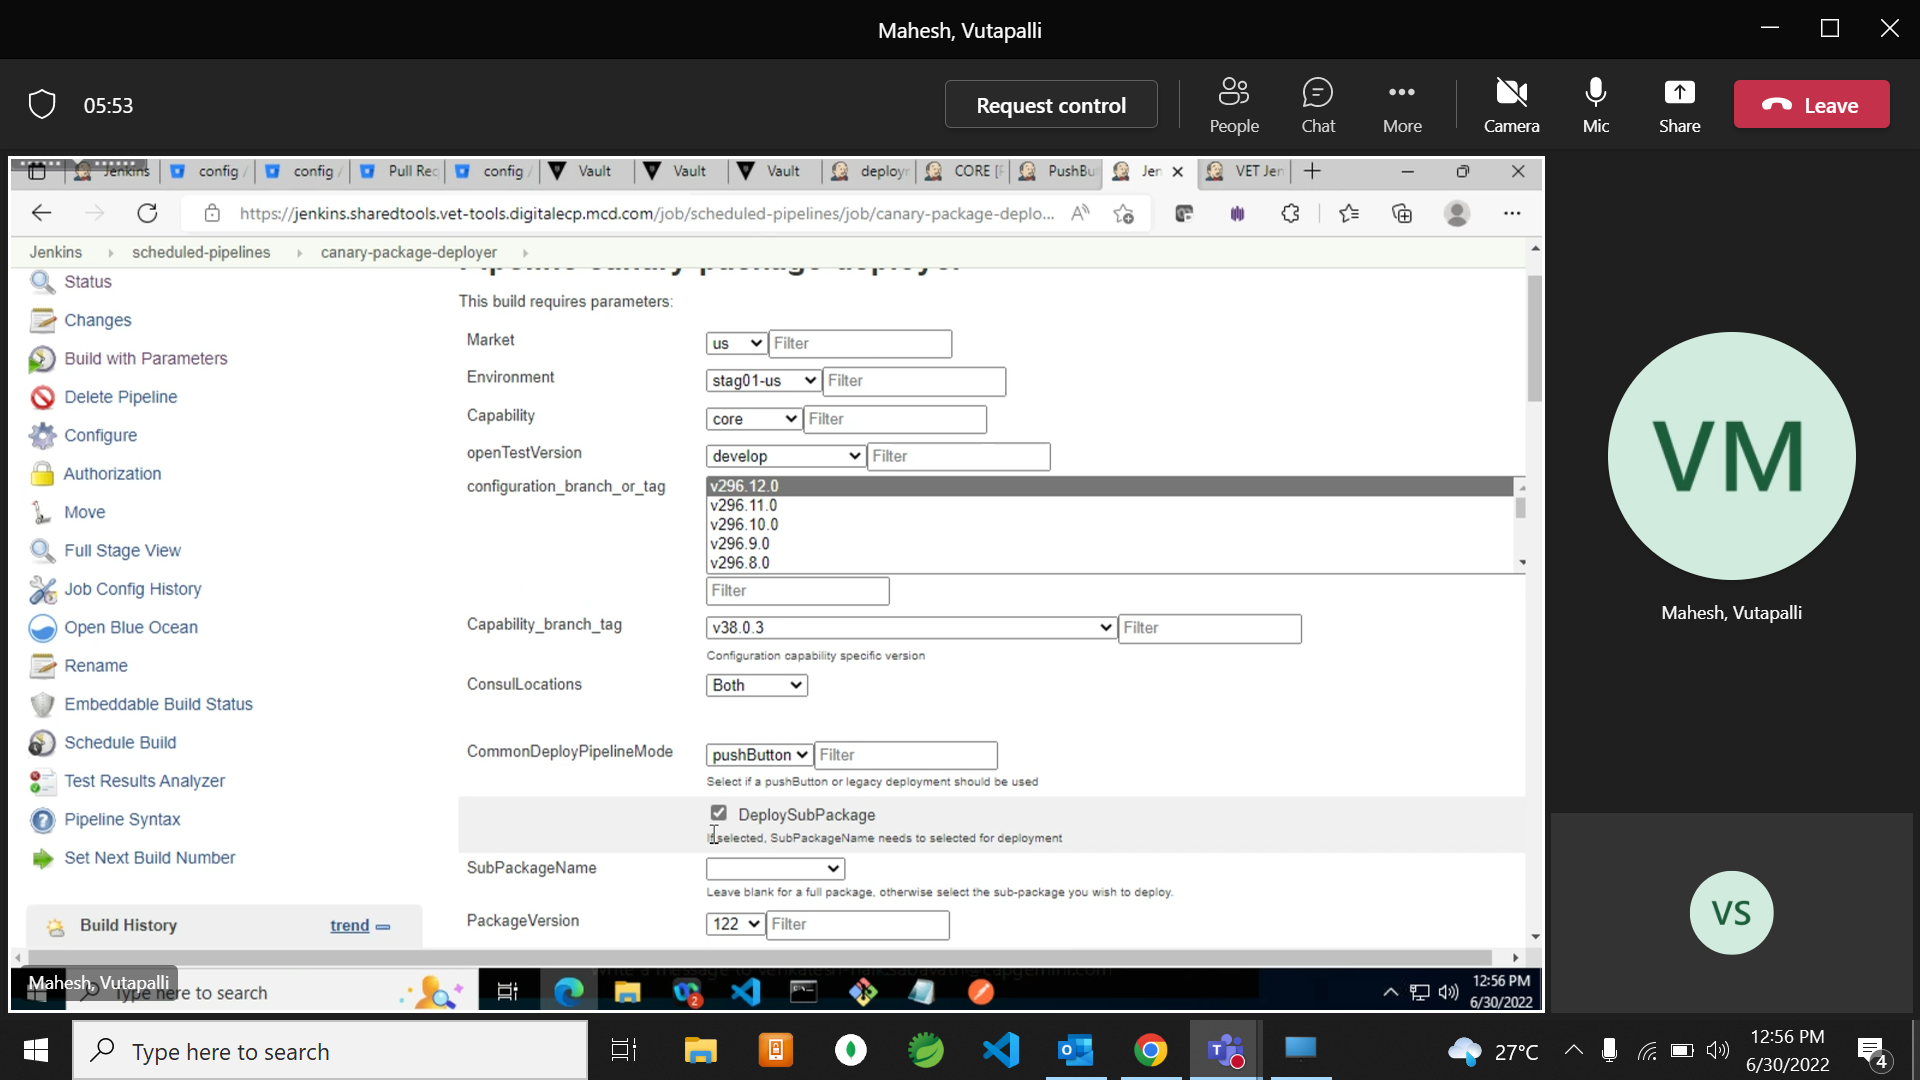 Mahesh, Vutapalli
05:53
Request control
People
Chat
More
Camera
Mic
Share
Leave
Jenkins
config /
config /
Pull Req
config /
Vault
Vault
Vault
deployr
CORE [F
PushBu
Jen
VET Jen
https://jenkins.sharedtools.vet-tools.digitalecp.mcd.com/job/scheduled-pipelines/job/canary-package-deplo...
Jenkins
scheduled-pipelines
canary-package-deployer
Pipeline canary-package-deployer
Status
Changes
Build with Parameters
Delete Pipeline
Configure
Authorization
Move
Full Stage View
Job Config History
Open Blue Ocean
Rename
Embeddable Build Status
Schedule Build
Test Results Analyzer
Pipeline Syntax
Set Next Build Number
Build History
trend
This build requires parameters:
Market
us
Filter
Environment
stag01-us
Filter
Capability
core
Filter
openTestVersion
develop
Filter
configuration_branch_or_tag
v296.12.0
v296.11.0
v296.10.0
v296.9.0
v296.8.0
Filter
Capability_branch_tag
v38.0.3
Filter
Configuration capability specific version
ConsulLocations
Both
CommonDeployPipelineMode
pushButton
Filter
Select if a pushButton or legacy deployment should be used
DeploySubPackage
If selected, SubPackageName needs to selected for deployment
SubPackageName
Leave blank for a full package, otherwise select the sub-package you wish to deploy.
PackageVersion
122
Filter
Mahesh, Vutapalli
Type here to search
2
12:56 PM
6/30/2022
VM
Mahesh, Vutapalli
VS
Type here to search
27°C
12:56 PM
6/30/2022
4